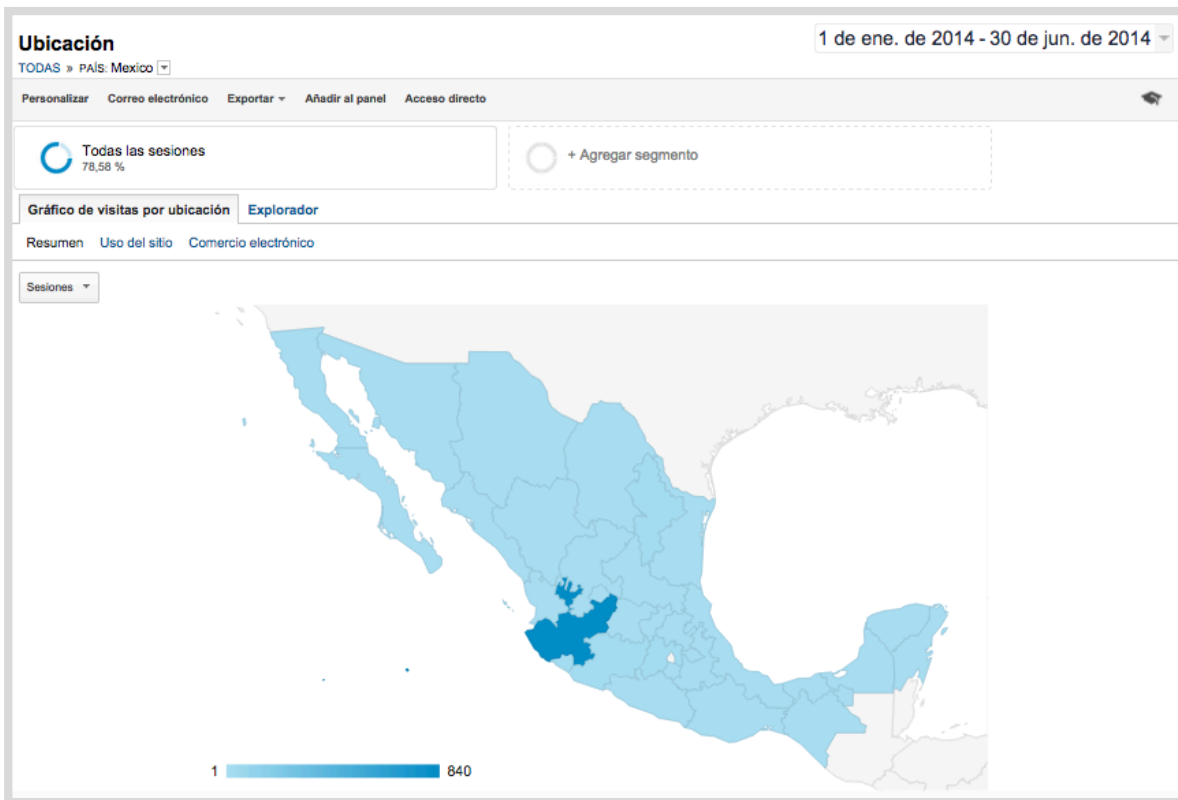 Ubicación
1 de ene. de 2014 - 30 de jun. de 2014
TODAS » PAÍS: Mexico
Personalizar Correo electrónico Exportar Añadir al panel Acceso directo
Todas las sesiones
78,58 %
+ Agregar segmento
Gráfico de visitas por ubicación Explorador
Resumen Uso del sitio Comercio electrónico
Sesiones
1 840